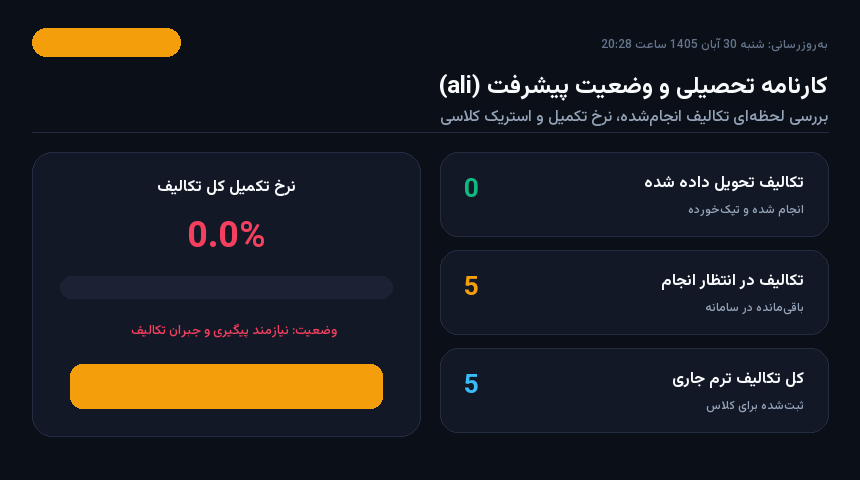 به‌روزرسانی: شنبه 30 آبان 1405 ساعت 20:28
کارنامه تحصیلی و وضعیت پیشرفت (ali)
بررسی لحظه‌ای تکالیف انجام‌شده، نرخ تکمیل و استریک کلاسی
تکالیف تحویل داده شده
0
انجام شده و تیک‌خورده
تکالیف در انتظار انجام
5
باقی‌مانده در سامانه
کل تکالیف ترم جاری
5
ثبت‌شده برای کلاس
نرخ تکمیل کل تکالیف
0.0%
وضعیت: نیازمند پیگیری و جبران تکالیف